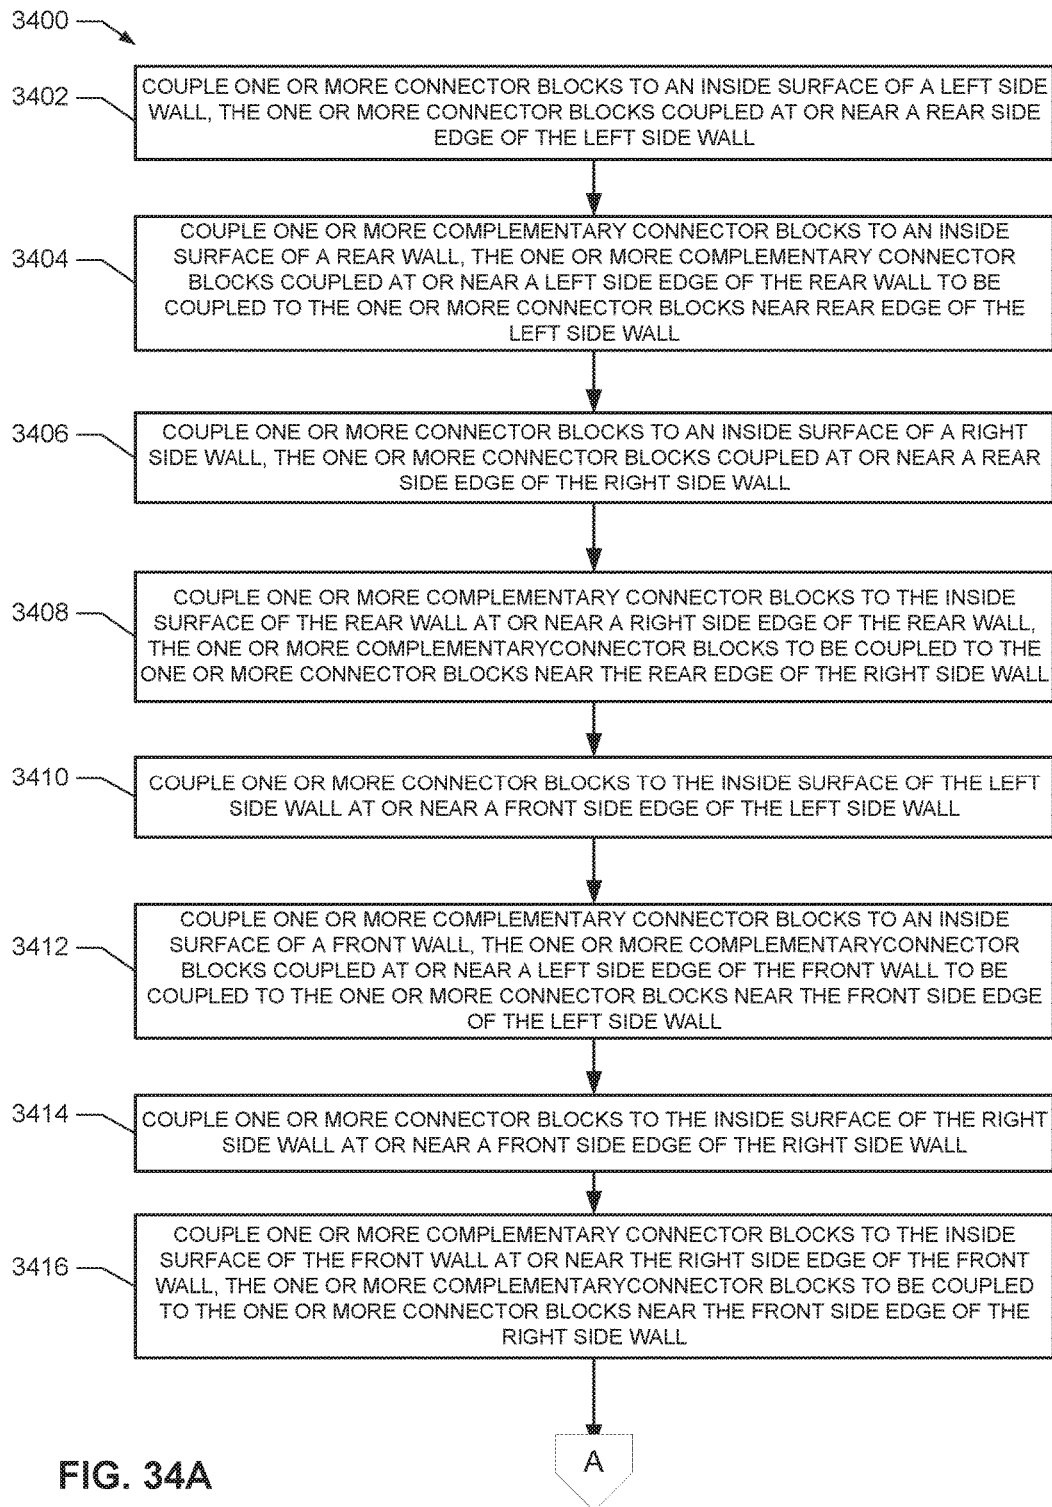 3400
3402
COUPLE ONE OR MORE CONNECTOR BLOCKS TO AN INSIDE SURFACE OF A LEFT SIDE
WALL, THE ONE OR MORE CONNECTOR BLOCKS COUPLED AT OR NEAR A REAR SIDE
EDGE OF THE LEFT SIDE WALL
3404
COUPLE ONE OR MORE COMPLEMENTARY CONNECTOR BLOCKS TO AN INSIDE
SURFACE OF A REAR WALL, THE ONE OR MORE COMPLEMENTARY CONNECTOR
BLOCKS COUPLED AT OR NEAR A LEFT SIDE EDGE OF THE REAR WALL TO BE
COUPLED TO THE ONE OR MORE CONNECTOR BLOCKS NEAR REAR EDGE OF THE
LEFT SIDE WALL
3406
COUPLE ONE OR MORE CONNECTOR BLOCKS TO AN INSIDE SURFACE OF A RIGHT
SIDE WALL, THE ONE OR MORE CONNECTOR BLOCKS COUPLED AT OR NEAR A REAR
SIDE EDGE OF THE RIGHT SIDE WALL
3408
COUPLE ONE OR MORE COMPLEMENTARY CONNECTOR BLOCKS TO THE INSIDE
SURFACE OF THE REAR WALL AT OR NEAR A RIGHT SIDE EDGE OF THE REAR WALL,
THE ONE OR MORE COMPLEMENTARYCONNECTOR BLOCKS TO BE COUPLED TO THE
ONE OR MORE CONNECTOR BLOCKS NEAR THE REAR EDGE OF THE RIGHT SIDE WALL
3410
COUPLE ONE OR MORE CONNECTOR BLOCKS TO THE INSIDE SURFACE OF THE LEFT
SIDE WALL AT OR NEAR A FRONT SIDE EDGE OF THE LEFT SIDE WALL
3412
COUPLE ONE OR MORE COMPLEMENTARY CONNECTOR BLOCKS TO AN INSIDE
SURFACE OF A FRONT WALL, THE ONE OR MORE COMPLEMENTARYCONNECTOR
BLOCKS COUPLED AT OR NEAR A LEFT SIDE EDGE OF THE FRONT WALL TO BE
COUPLED TO THE ONE OR MORE CONNECTOR BLOCKS NEAR THE FRONT SIDE EDGE
OF THE LEFT SIDE WALL
3414
COUPLE ONE OR MORE CONNECTOR BLOCKS TO THE INSIDE SURFACE OF THE RIGHT
SIDE WALL AT OR NEAR A FRONT SIDE EDGE OF THE RIGHT SIDE WALL
3416
COUPLE ONE OR MORE COMPLEMENTARY CONNECTOR BLOCKS TO THE INSIDE
SURFACE OF THE FRONT WALL AT OR NEAR THE RIGHT SIDE EDGE OF THE FRONT
WALL, THE ONE OR MORE COMPLEMENTARYCONNECTOR BLOCKS TO BE COUPLED
TO THE ONE OR MORE CONNECTOR BLOCKS NEAR THE FRONT SIDE EDGE OF THE
RIGHT SIDE WALL
A
FIG. 34A